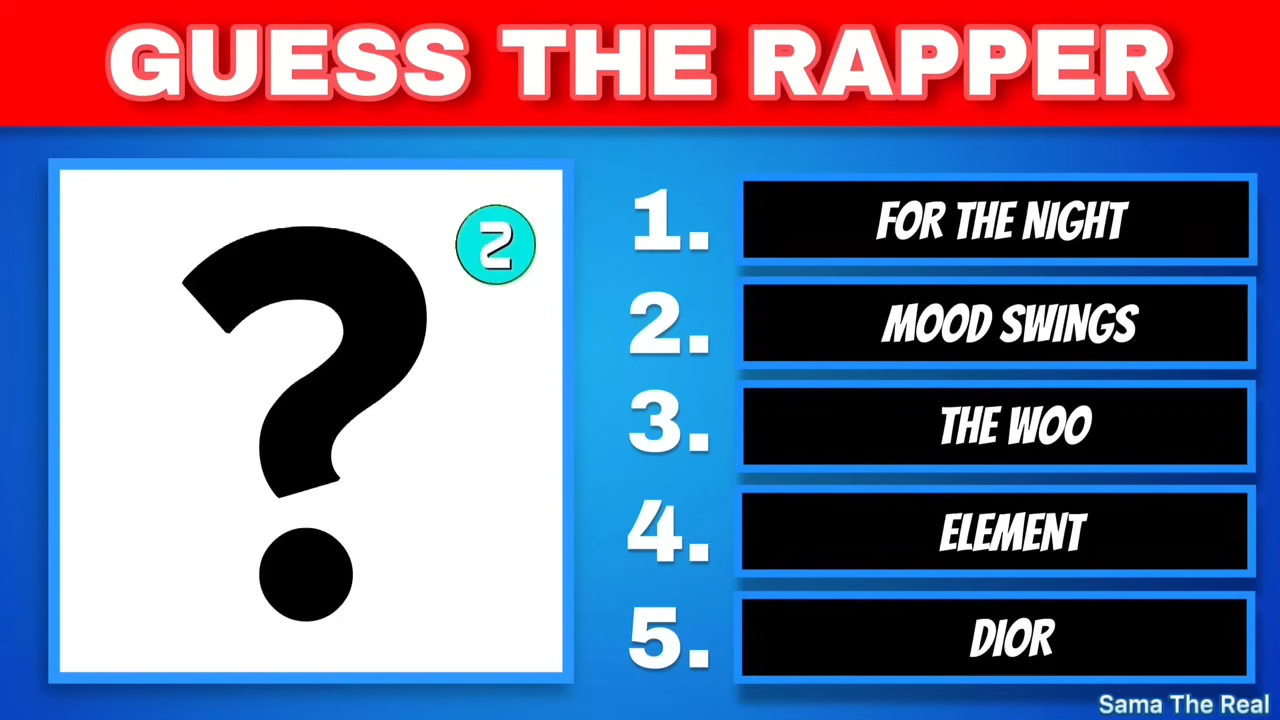 GUESS THE RAPPER
2
1. FOR THE NIGHT
2. MOOD SWINGS
3. THE WOO
4. ELEMENT
5. DIOR
?
Sama The Real